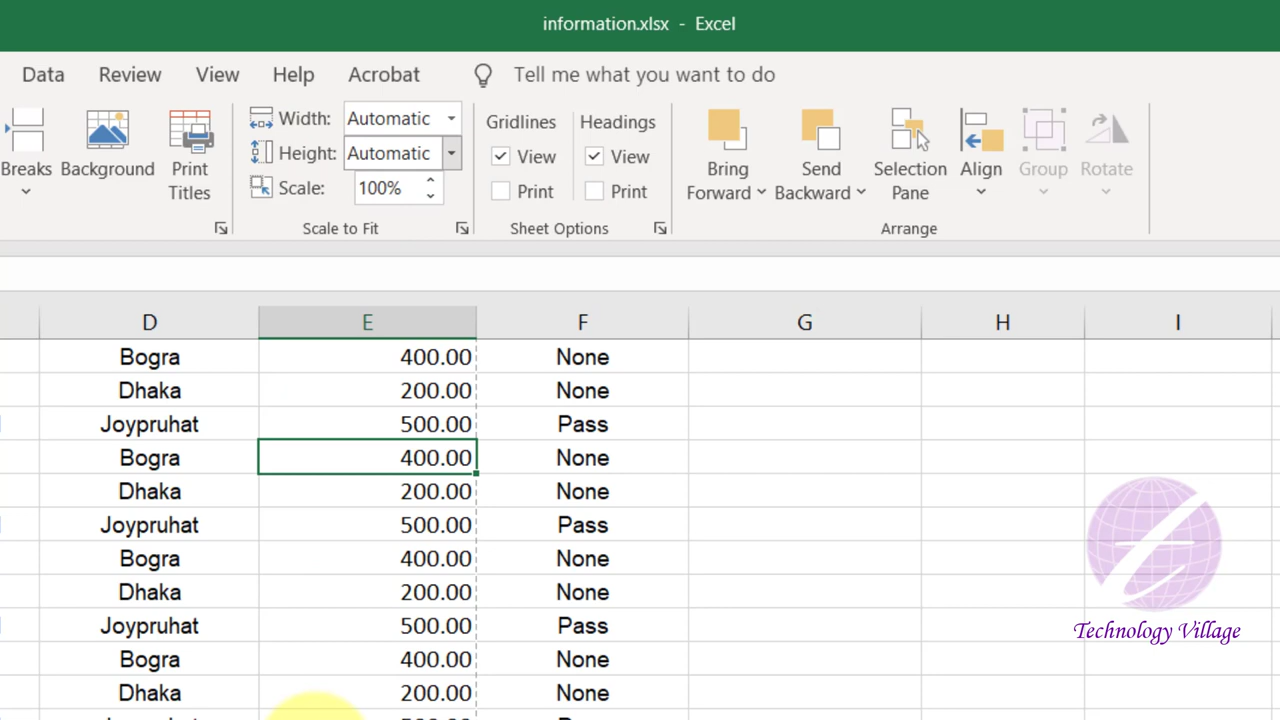 information.xlsx - Excel
Data Review View Help Acrobat Tell me what you want to do
Breaks
Background
Print
Titles
Width: Automatic
Height: Automatic
Scale: 100%
Scale to Fit
Gridlines Headings
View View
Print Print
Sheet Options
Bring
Forward
Send
Backward
Selection
Pane
Align
Group
Rotate
Arrange
D E F G H I
Bogra 400.00 None
Dhaka 200.00 None
Joypruhat 500.00 Pass
Bogra 400.00 None
Dhaka 200.00 None
Joypruhat 500.00 Pass
Bogra 400.00 None
Dhaka 200.00 None
Joypruhat 500.00 Pass
Bogra 400.00 None
Dhaka 200.00 None
Technology Village